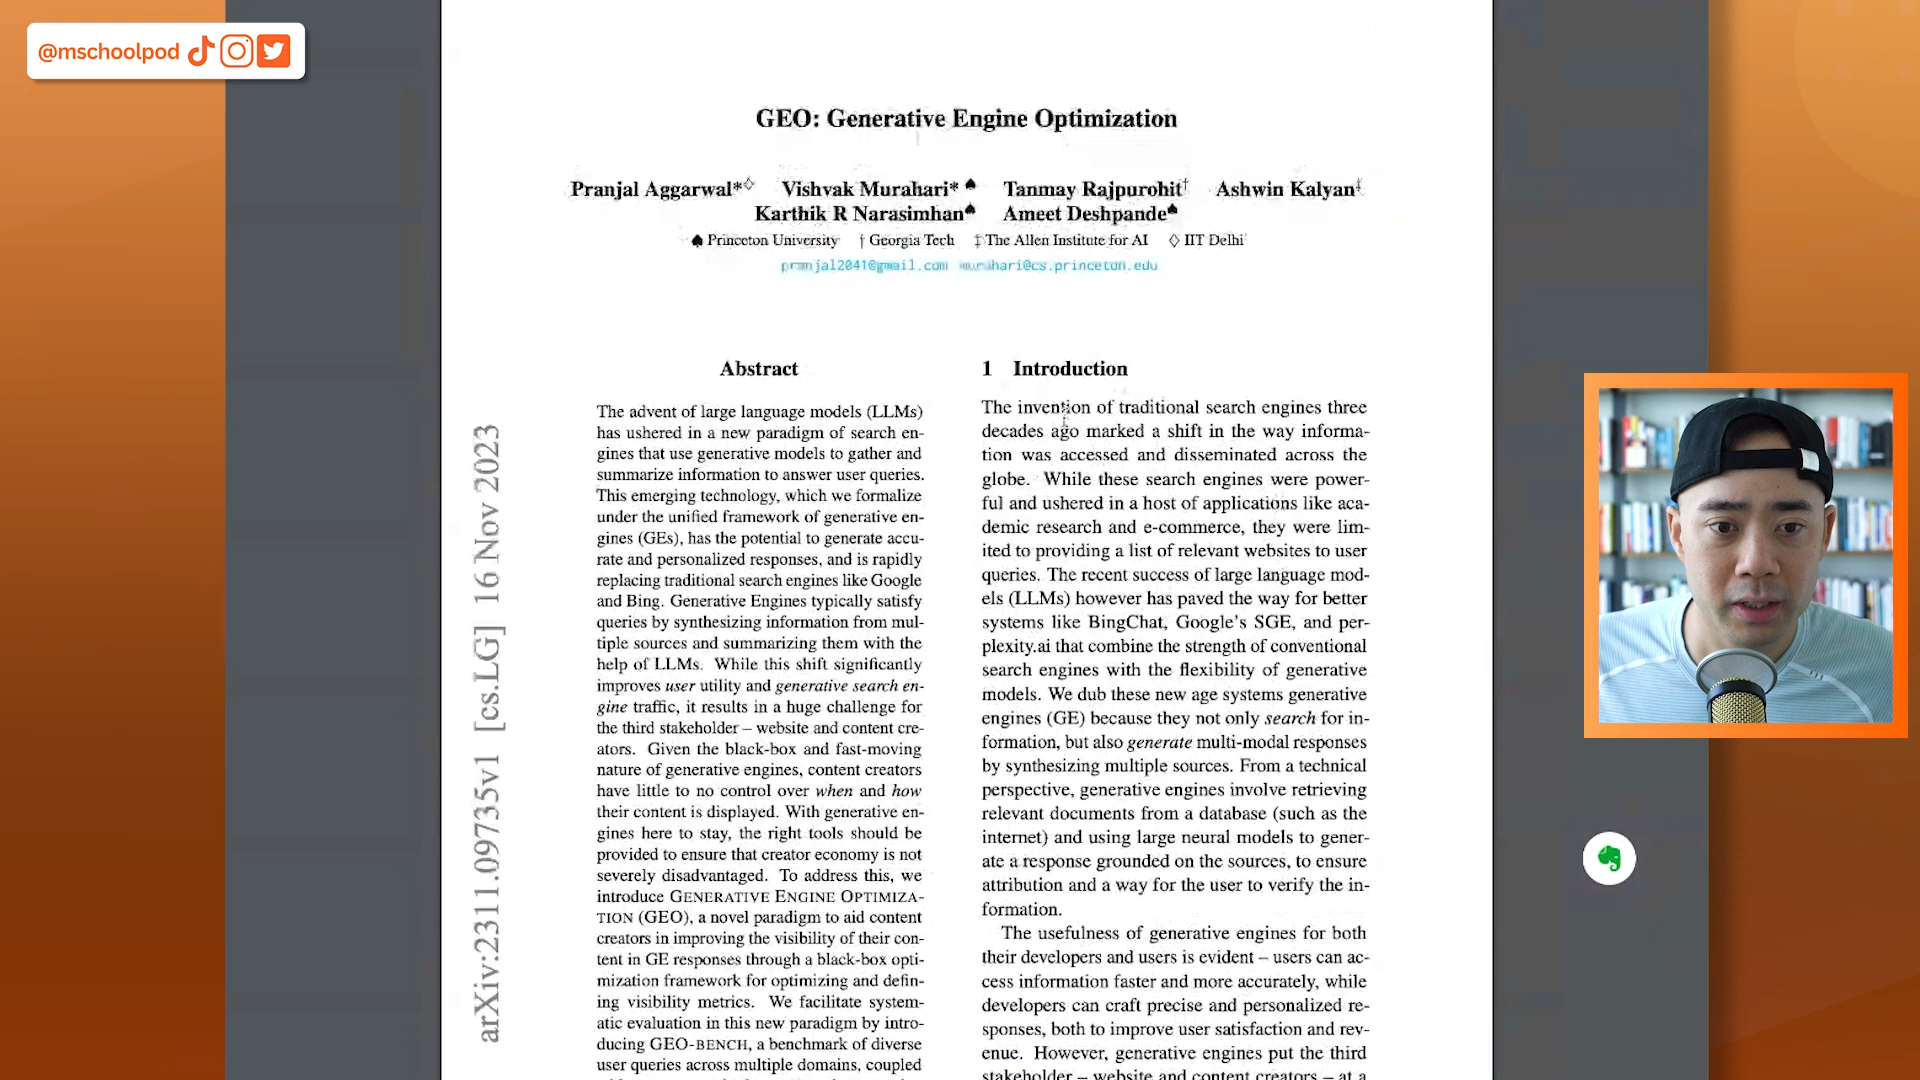 @mschoolpod
GEO: Generative Engine Optimization
Pranjal Aggarwal*♢ Vishvak Murahari* ♠ Tanmay Rajpurohit† Ashwin Kalyan‡
Karthik R Narasimhan♠ Ameet Deshpande♠
♠ Princeton University † Georgia Tech ‡ The Allen Institute for AI ♢ IIT Delhi
pranjal2041@gmail.com murahari@cs.princeton.edu
arXiv:2311.09735v1 [cs.LG] 16 Nov 2023
Abstract
The advent of large language models (LLMs)
has ushered in a new paradigm of search en-
gines that use generative models to gather and
summarize information to answer user queries.
This emerging technology, which we formalize
under the unified framework of generative en-
gines (GEs), has the potential to generate accu-
rate and personalized responses, and is rapidly
replacing traditional search engines like Google
and Bing. Generative Engines typically satisfy
queries by synthesizing information from mul-
tiple sources and summarizing them with the
help of LLMs. While this shift significantly
improves user utility and generative search en-
gine traffic, it results in a huge challenge for
the third stakeholder – website and content cre-
ators. Given the black-box and fast-moving
nature of generative engines, content creators
have little to no control over when and how
their content is displayed. With generative en-
gines here to stay, the right tools should be
provided to ensure that creator economy is not
severely disadvantaged. To address this, we
introduce GENERATIVE ENGINE OPTIMIZA-
TION (GEO), a novel paradigm to aid content
creators in improving the visibility of their con-
tent in GE responses through a black-box opti-
mization framework for optimizing and defin-
ing visibility metrics. We facilitate system-
atic evaluation in this new paradigm by intro-
ducing GEO-BENCH, a benchmark of diverse
user queries across multiple domains, coupled
1 Introduction
The invention of traditional search engines three
decades ago marked a shift in the way informa-
tion was accessed and disseminated across the
globe. While these search engines were power-
ful and ushered in a host of applications like aca-
demic research and e-commerce, they were lim-
ited to providing a list of relevant websites to user
queries. The recent success of large language mod-
els (LLMs) however has paved the way for better
systems like BingChat, Google's SGE, and per-
plexity.ai that combine the strength of conventional
search engines with the flexibility of generative
models. We dub these new age systems generative
engines (GE) because they not only search for in-
formation, but also generate multi-modal responses
by synthesizing multiple sources. From a technical
perspective, generative engines involve retrieving
relevant documents from a database (such as the
internet) and using large neural models to gener-
ate a response grounded on the sources, to ensure
attribution and a way for the user to verify the in-
formation.
The usefulness of generative engines for both
their developers and users is evident – users can ac-
cess information faster and more accurately, while
developers can craft precise and personalized re-
sponses, both to improve user satisfaction and rev-
enue. However, generative engines put the third
stakeholder – website and content creators – at a